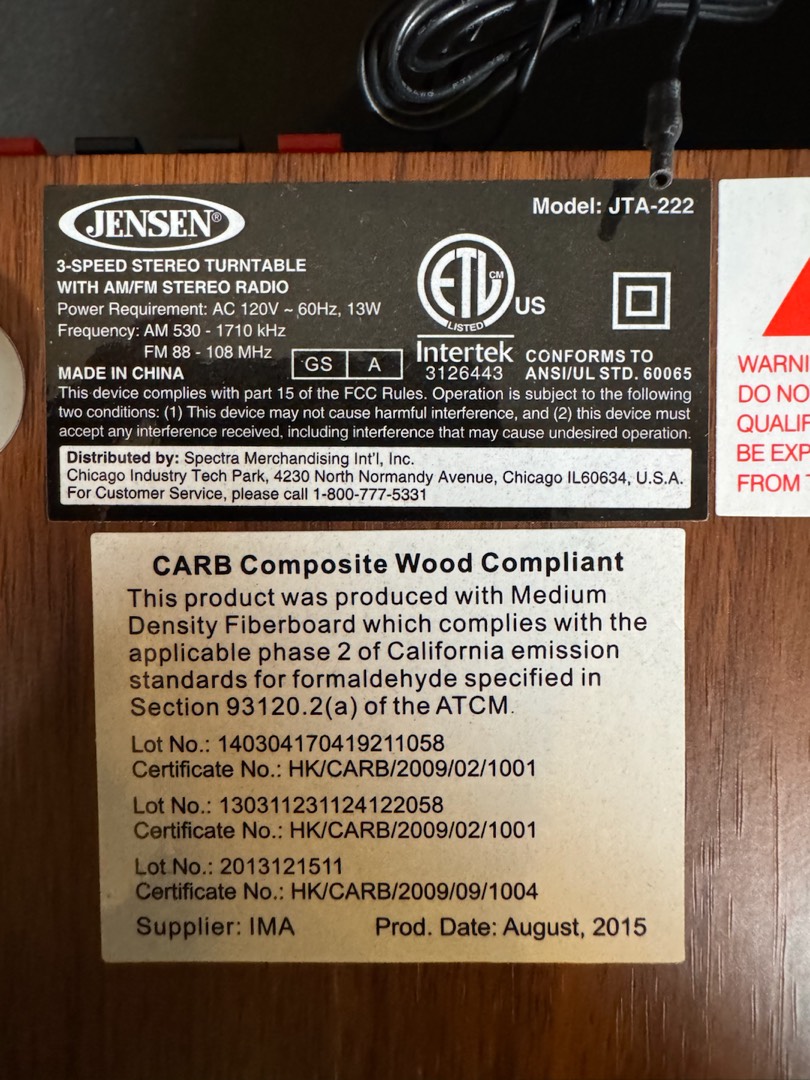 JENSEN®
Model: JTA-222
3-SPEED STEREO TURNTABLE
WITH AM/FM STEREO RADIO
Power Requirement: AC 120V ~ 60Hz, 13W
Frequency: AM 530 - 1710 kHz
FM 88 - 108 MHz
MADE IN CHINA
GS A
ETL CM
LISTED
US
Intertek
3126443
CONFORMS TO
ANSI/UL STD. 60065
This device complies with part 15 of the FCC Rules. Operation is subject to the following
two conditions: (1) This device may not cause harmful interference, and (2) this device must
accept any interference received, including interference that may cause undesired operation.
Distributed by: Spectra Merchandising Int'l, Inc.
Chicago Industry Tech Park, 4230 North Normandy Avenue, Chicago IL60634, U.S.A.
For Customer Service, please call 1-800-777-5331
WARNI
DO NO
QUALIF
BE EXP
FROM T
CARB Composite Wood Compliant
This product was produced with Medium
Density Fiberboard which complies with the
applicable phase 2 of California emission
standards for formaldehyde specified in
Section 93120.2(a) of the ATCM.
Lot No.: 140304170419211058
Certificate No.: HK/CARB/2009/02/1001
Lot No.: 130311231124122058
Certificate No.: HK/CARB/2009/02/1001
Lot No.: 2013121511
Certificate No.: HK/CARB/2009/09/1004
Supplier: IMA Prod. Date: August, 2015